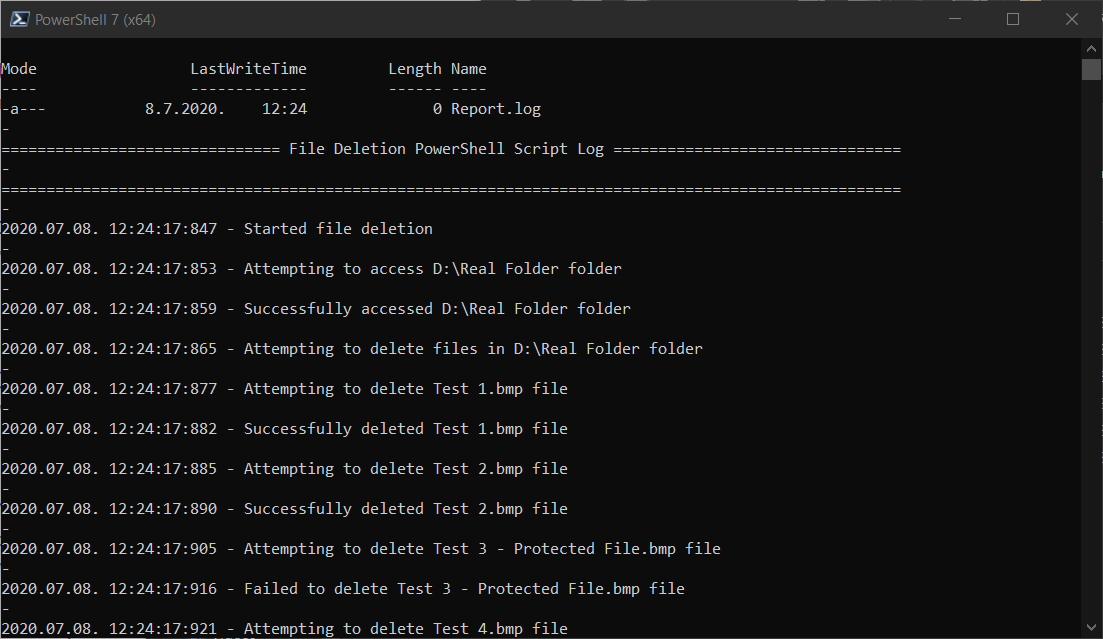 PowerShell 7 (x64)
Mode                 LastWriteTime         Length Name
----                 -------------         ------ ----
-a---           8.7.2020.    12:24              0 Report.log
-
=============================== File Deletion PowerShell Script Log ================================
-
====================================================================================================
-
2020.07.08. 12:24:17:847 - Started file deletion
-
2020.07.08. 12:24:17:853 - Attempting to access D:\Real Folder folder
-
2020.07.08. 12:24:17:859 - Successfully accessed D:\Real Folder folder
-
2020.07.08. 12:24:17:865 - Attempting to delete files in D:\Real Folder folder
-
2020.07.08. 12:24:17:877 - Attempting to delete Test 1.bmp file
-
2020.07.08. 12:24:17:882 - Successfully deleted Test 1.bmp file
-
2020.07.08. 12:24:17:885 - Attempting to delete Test 2.bmp file
-
2020.07.08. 12:24:17:890 - Successfully deleted Test 2.bmp file
-
2020.07.08. 12:24:17:905 - Attempting to delete Test 3 - Protected File.bmp file
-
2020.07.08. 12:24:17:916 - Failed to delete Test 3 - Protected File.bmp file
-
2020.07.08. 12:24:17:921 - Attempting to delete Test 4.bmp file